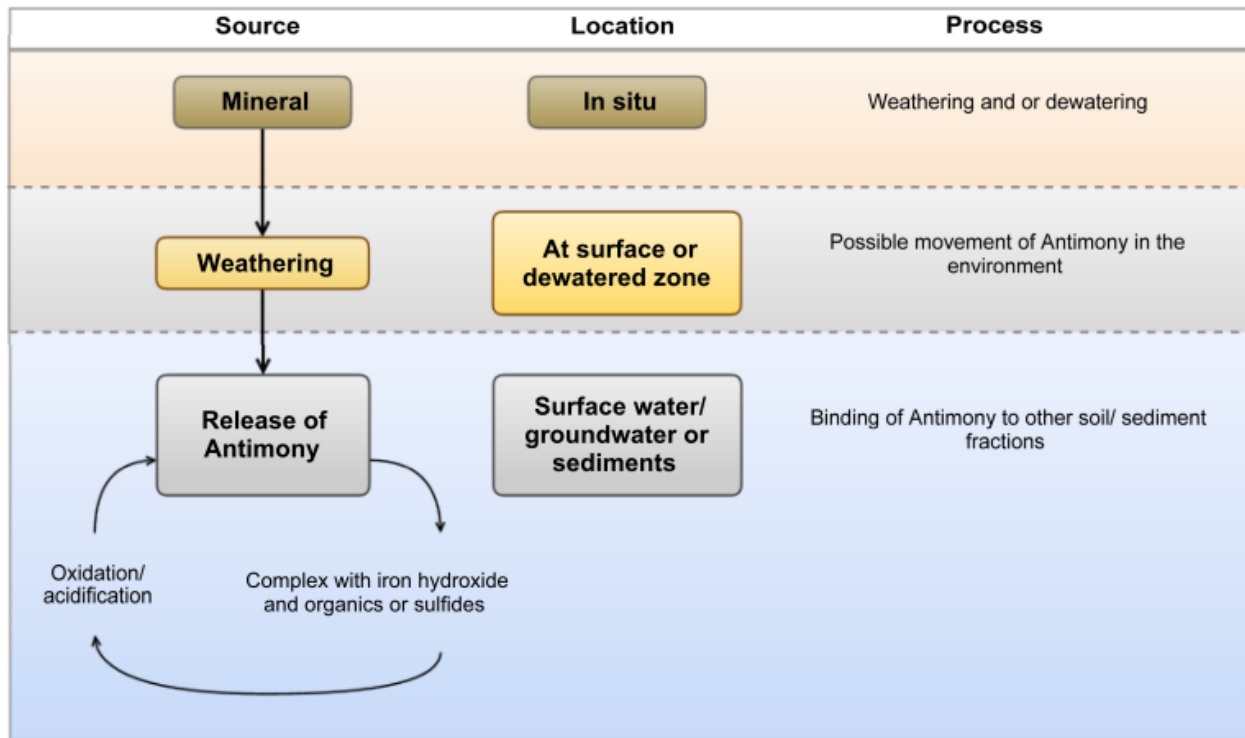 Source
Location
Process
Mineral
In situ
Weathering and or dewatering
Weathering
At surface or
dewatered zone
Possible movement of Antimony in the
environment
Release of
Antimony
Surface water/
groundwater or
sediments
Binding of Antimony to other soil/ sediment
fractions
Oxidation/
acidification
Complex with iron hydroxide
and organics or sulfides